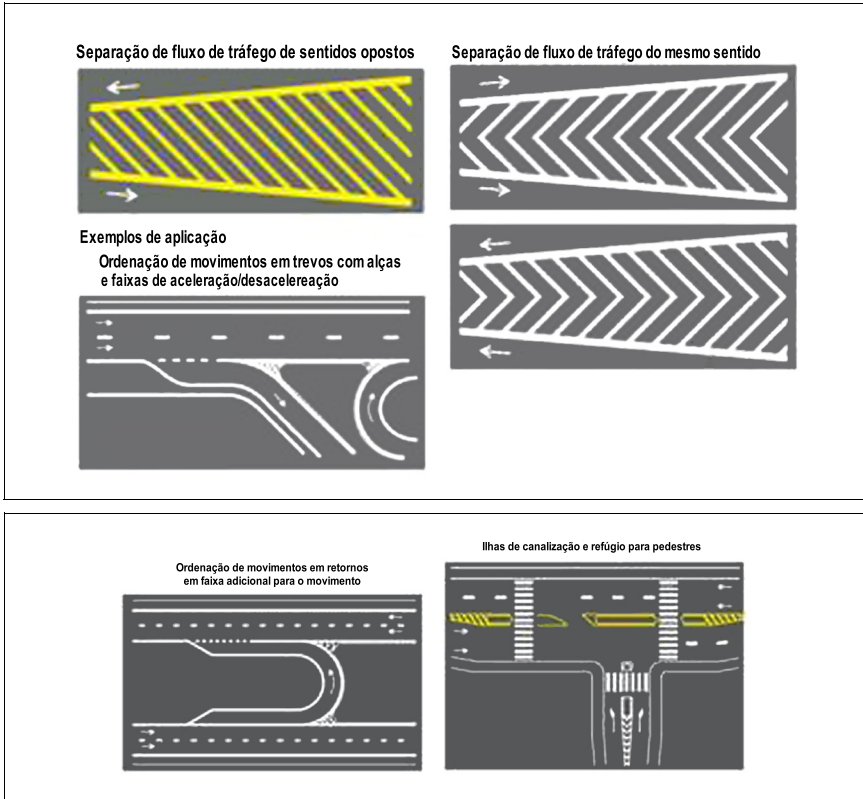 Separação de fluxo de tráfego de sentidos opostos
Separação de fluxo de tráfego do mesmo sentido
Exemplos de aplicação
Ordenação de movimentos em trevos com alças
e faixas de aceleração/desacelereação
Ordenação de movimentos em retornos
em faixa adicional para o movimento
Ilhas de canalização e refúgio para pedestres